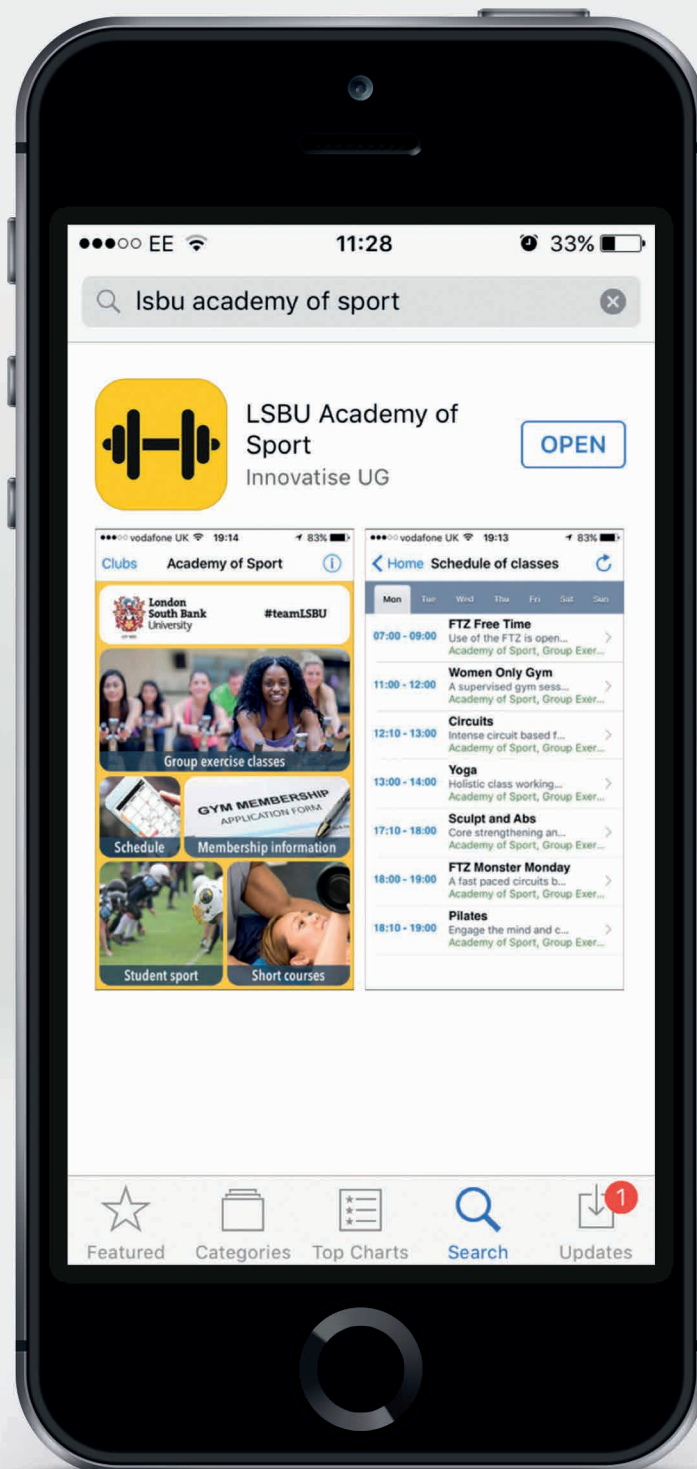 ●●●○○ EE 11:28 33%
lsbu academy of sport
LSBU Academy of
Sport
Innovatise UG
OPEN
●●●○○ vodafone UK 19:14 83%
Clubs Academy of Sport
London
South Bank
University
#teamLSBU
Group exercise classes
GYM MEMBERSHIP
APPLICATION FORM
Schedule
Membership information
Student sport
Short courses
●●●○○ vodafone UK 19:13 83%
Home Schedule of classes
Mon Tue Wed Thu Fri Sat Sun
FTZ Free Time
07:00 - 09:00 Use of the FTZ is open...
Academy of Sport, Group Exer...
Women Only Gym
11:00 - 12:00 A supervised gym sess...
Academy of Sport, Group Exer...
Circuits
12:10 - 13:00 Intense circuit based f...
Academy of Sport, Group Exer...
Yoga
13:00 - 14:00 Holistic class working...
Academy of Sport, Group Exer...
Sculpt and Abs
17:10 - 18:00 Core strengthening an...
Academy of Sport, Group Exer...
FTZ Monster Monday
18:00 - 19:00 A fast paced circuits b...
Academy of Sport, Group Exer...
Pilates
18:10 - 19:00 Engage the mind and c...
Academy of Sport, Group Exer...
1
Featured Categories Top Charts Search Updates